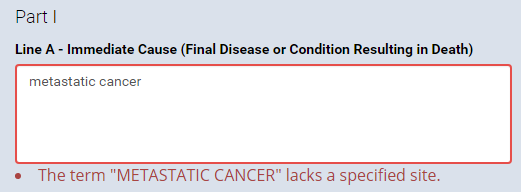 Part I
Line A - Immediate Cause (Final Disease or Condition Resulting in Death)
metastatic cancer
• The term "METASTATIC CANCER" lacks a specified site.